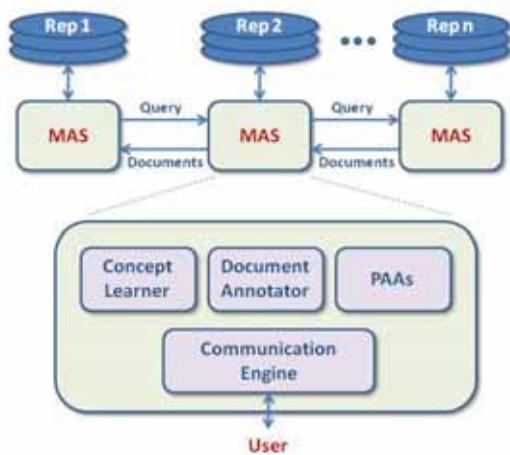 Rep 1
Rep 2
Rep n
Query
Query
MAS
MAS
MAS
Documents
Documents
Concept
Learner
Document
Annotator
PAAs
Communication
Engine
User